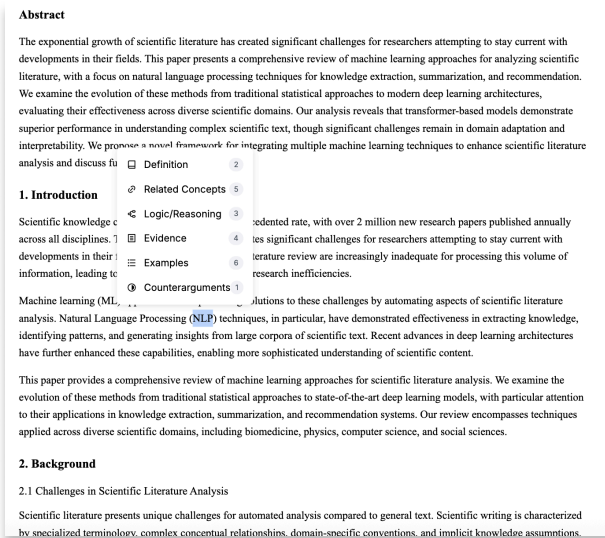 Abstract
The exponential growth of scientific literature has created significant challenges for researchers attempting to stay current with
developments in their fields. This paper presents a comprehensive review of machine learning approaches for analyzing scientific
literature, with a focus on natural language processing techniques for knowledge extraction, summarization, and recommendation.
We examine the evolution of these methods from traditional statistical approaches to modern deep learning architectures,
evaluating their effectiveness across diverse scientific domains. Our analysis reveals that transformer-based models demonstrate
superior performance in understanding complex scientific text, though significant challenges remain in domain adaptation and
interpretability. We propose a novel framework for integrating multiple machine learning techniques to enhance scientific literature
analysis and discuss fu
Definition 2
Related Concepts 5
Logic/Reasoning 3
Evidence 4
Examples 6
Counterarguments 1
1. Introduction
Scientific knowledge c cedented rate, with over 2 million new research papers published annually
across all disciplines. T tes significant challenges for researchers attempting to stay current with
developments in their terature review are increasingly inadequate for processing this volume of
information, leading to research inefficiencies.
Machine learning (ML olutions to these challenges by automating aspects of scientific literature
analysis. Natural Language Processing (NLP) techniques, in particular, have demonstrated effectiveness in extracting knowledge,
identifying patterns, and generating insights from large corpora of scientific text. Recent advances in deep learning architectures
have further enhanced these capabilities, enabling more sophisticated understanding of scientific content.
This paper provides a comprehensive review of machine learning approaches for scientific literature analysis. We examine the
evolution of these methods from traditional statistical approaches to state-of-the-art deep learning models, with particular attention
to their applications in knowledge extraction, summarization, and recommendation systems. Our review encompasses techniques
applied across diverse scientific domains, including biomedicine, physics, computer science, and social sciences.
2. Background
2.1 Challenges in Scientific Literature Analysis
Scientific literature presents unique challenges for automated analysis compared to general text. Scientific writing is characterized
by specialized terminology, complex conceptual relationships, domain-specific conventions, and implicit knowledge assumptions.